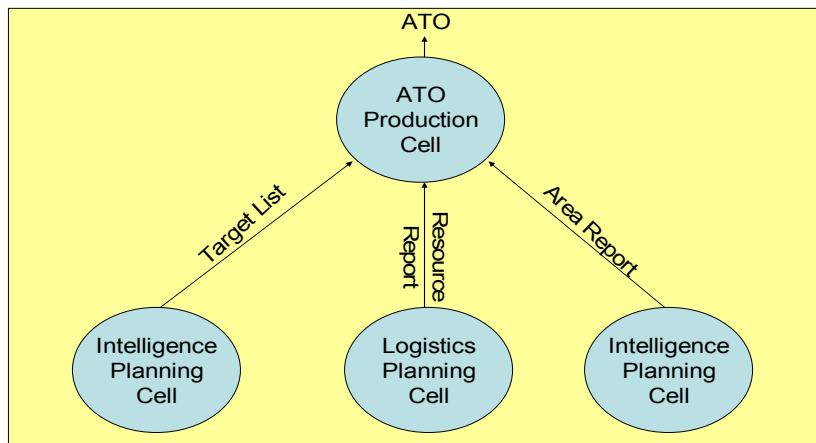 ATO
ATO
Production
Cell
Target List
Resource
Report
Area Report
Intelligence
Planning
Cell
Logistics
Planning
Cell
Intelligence
Planning
Cell